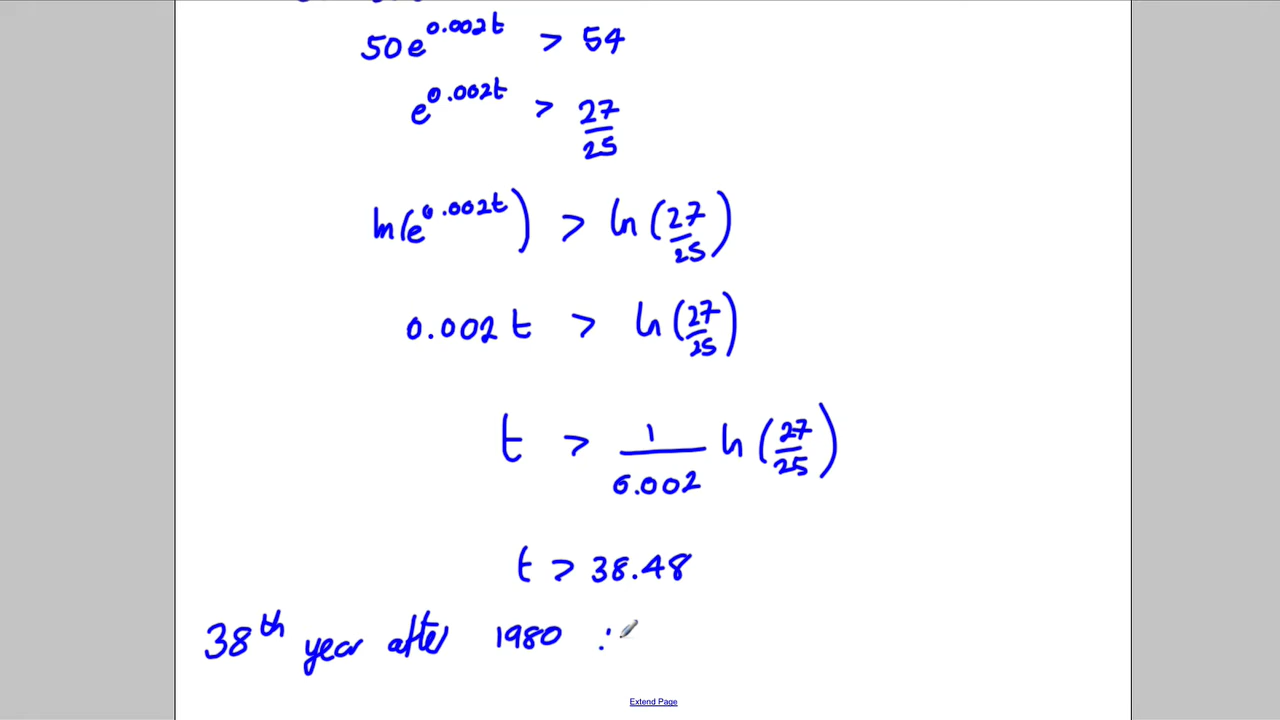 50e^0.002t > 54
e^0.002t > 27/25
ln(e^0.002t) > ln(27/25)
0.002t > ln(27/25)
t > 1/0.002 ln(27/25)
t > 38.48
38th year after 1980 :
Extend Page